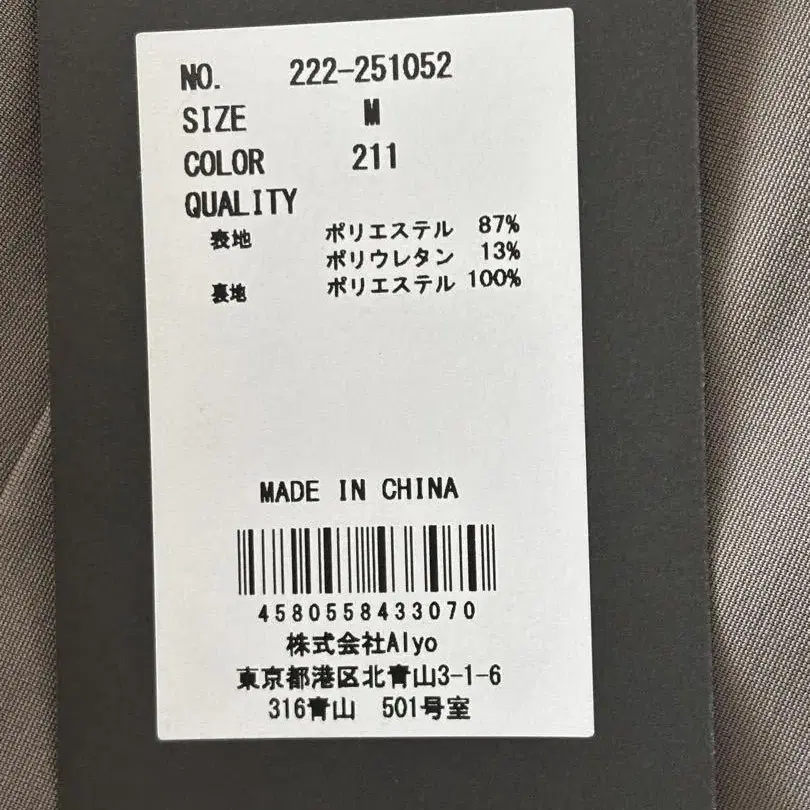 NO. 222-251052
SIZE M
COLOR 211
QUALITY
表地 ポリエステル 87%
ポリウレタン 13%
裏地 ポリエステル 100%
MADE IN CHINA
4580558433070
株式会社Alyo
東京都港区北青山3-1-6
316青山 501号室